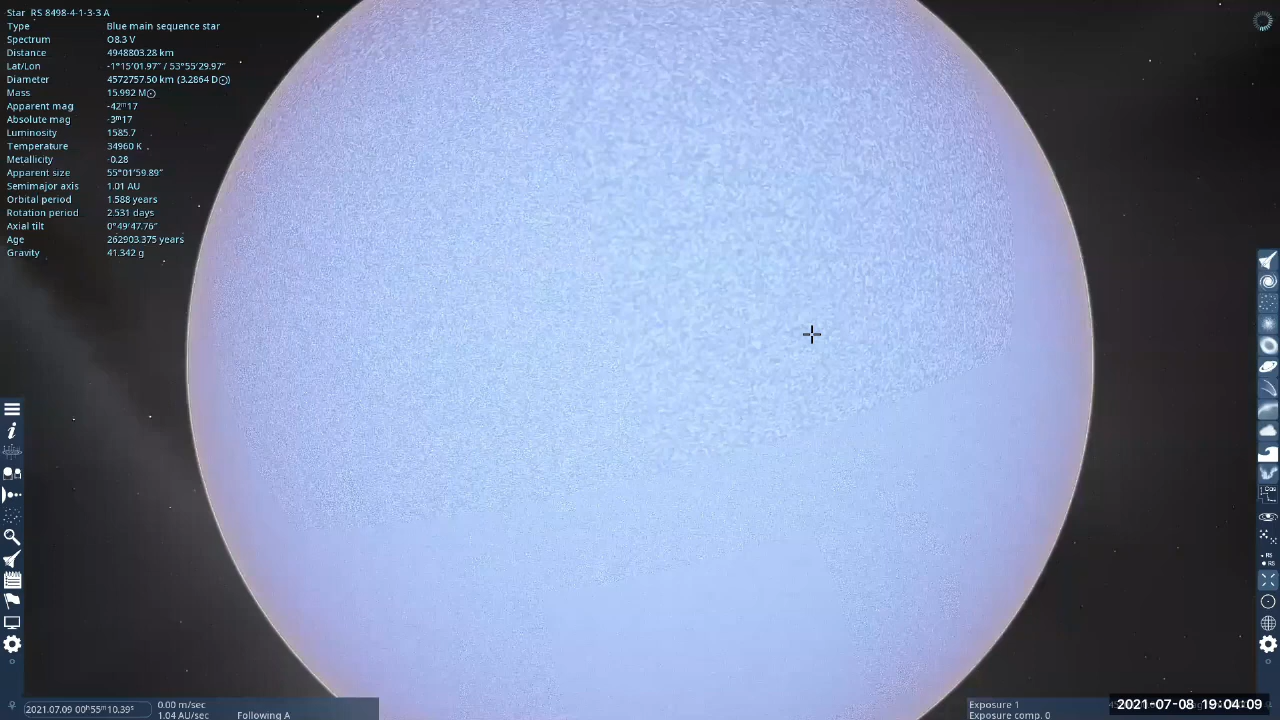 Star RS 8498-4-1-3-3 A
Type Blue main sequence star
Spectrum O8.3 V
Distance 4948803.28 km
Lat/Lon -1°15'01.97" / 53°55'29.97"
Diameter 4572757.50 km (3.2864 D☉)
Mass 15.992 M☉
Apparent mag -42ᵐ17
Absolute mag -3ᵐ17
Luminosity 1585.7
Temperature 34960 K
Metallicity -0.28
Apparent size 55°01'59.89"
Semimajor axis 1.01 AU
Orbital period 1.588 years
Rotation period 2.531 days
Axial tilt 0°49'47.76"
Age 262903.375 years
Gravity 41.342 g
RS
RS
2021.07.09 00ʰ55ᵐ10.39ˢ
0.00 m/sec
1.04 AU/sec Following A
Exposure 1
Exposure comp. 0
2021-07-08 19:04:09